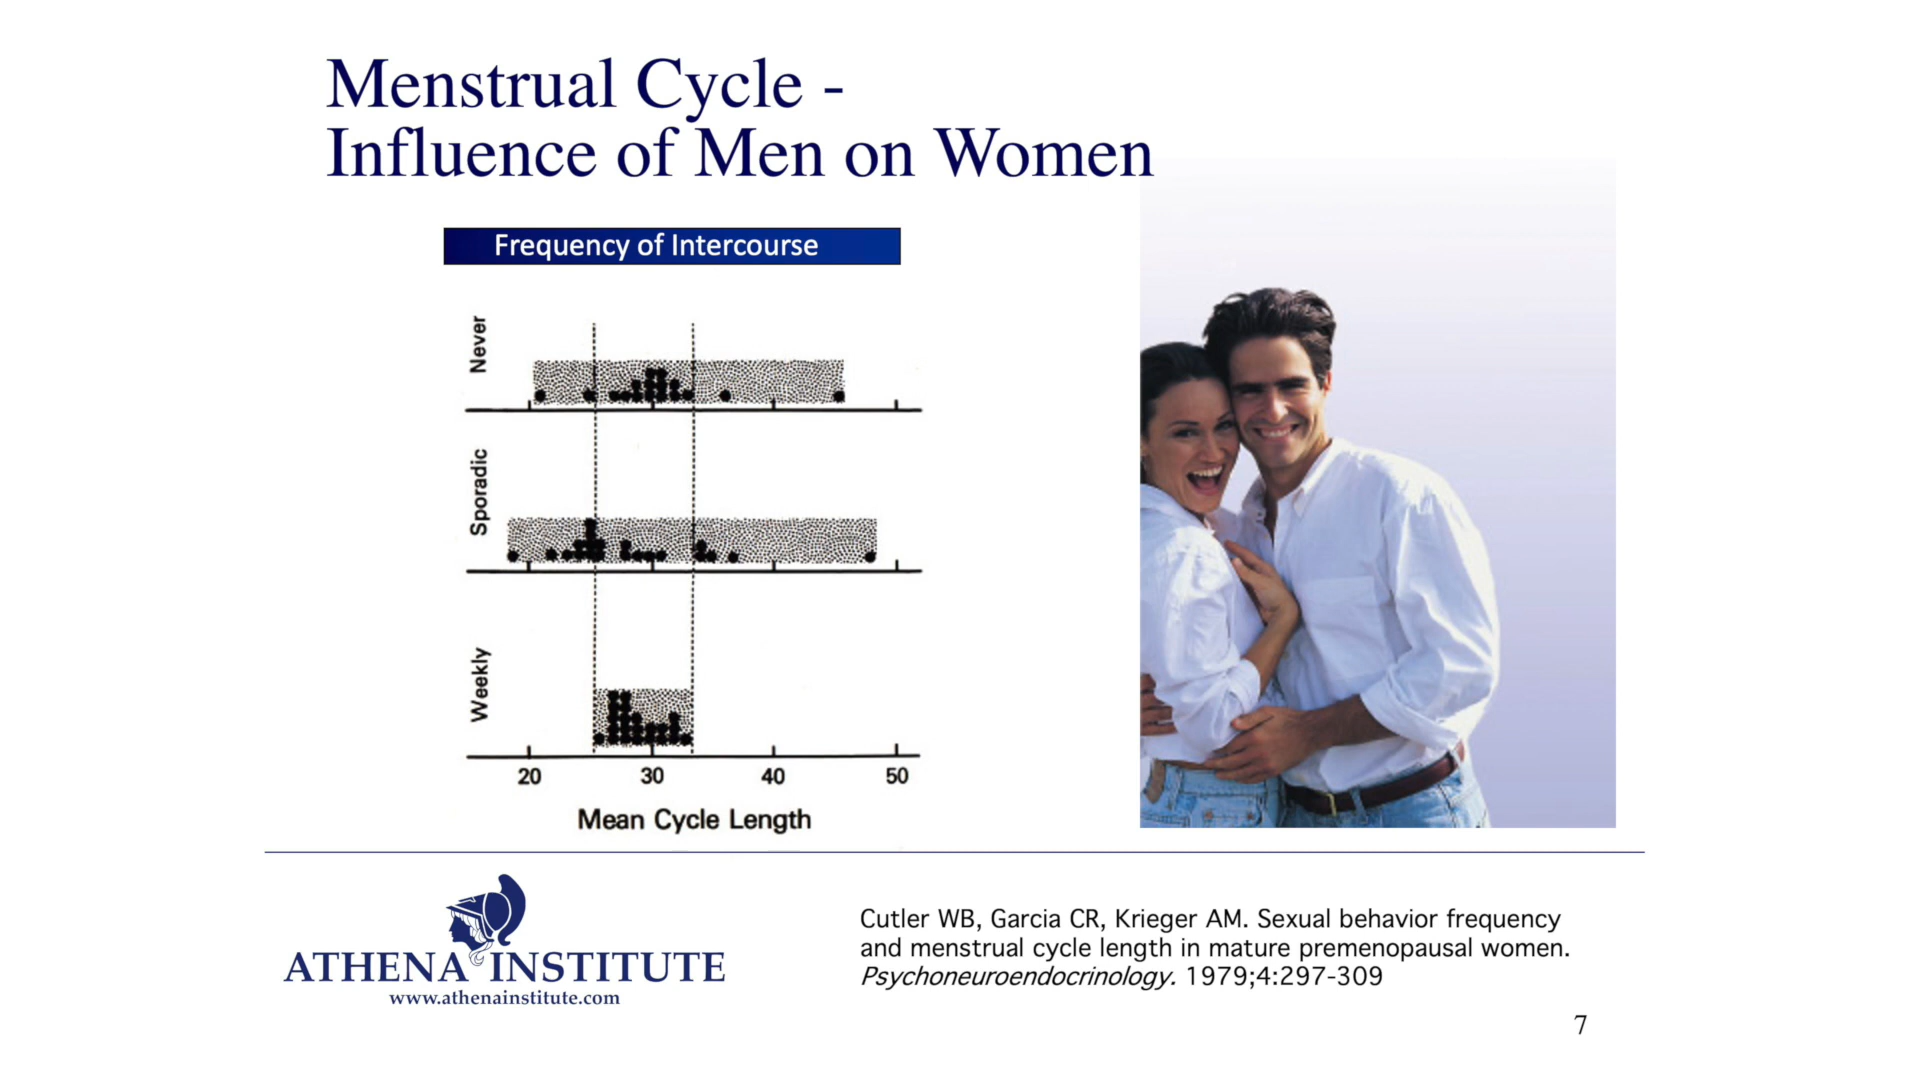 Menstrual Cycle -
Influence of Men on Women
Frequency of Intercourse
Never
Sporadic
Weekly
20 30 40 50
Mean Cycle Length
ATHENA INSTITUTE
www.athenainstitute.com
Cutler WB, Garcia CR, Krieger AM. Sexual behavior frequency
and menstrual cycle length in mature premenopausal women.
Psychoneuroendocrinology. 1979;4:297-309
7